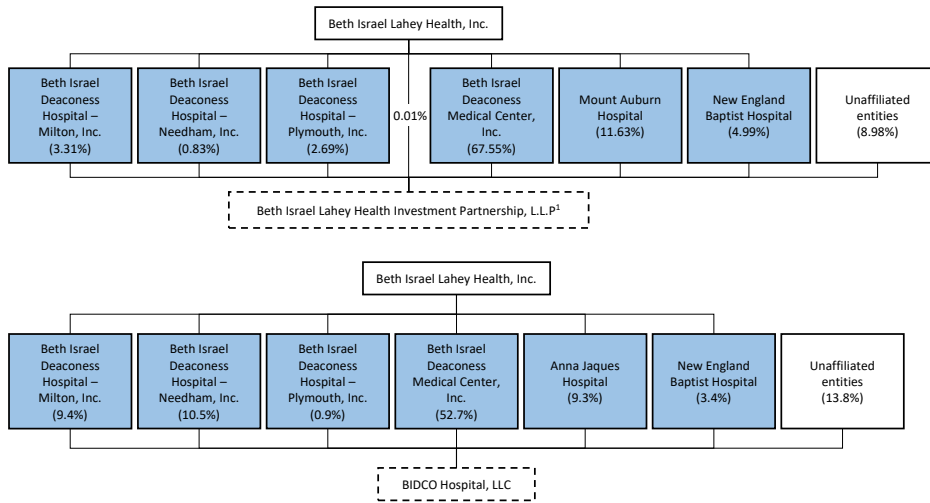 Beth Israel Lahey Health, Inc.
Beth Israel
Deaconess
Hospital –
Milton, Inc.
(3.31%)
Beth Israel
Deaconess
Hospital –
Needham, Inc.
(0.83%)
Beth Israel
Deaconess
Hospital –
Plymouth, Inc.
(2.69%)
0.01%
Beth Israel
Deaconess
Medical Center,
Inc.
(67.55%)
Mount Auburn
Hospital
(11.63%)
New England
Baptist Hospital
(4.99%)
Unaffiliated
entities
(8.98%)
Beth Israel Lahey Health Investment Partnership, L.L.P¹
Beth Israel Lahey Health, Inc.
Beth Israel
Deaconess
Hospital –
Milton, Inc.
(9.4%)
Beth Israel
Deaconess
Hospital –
Needham, Inc.
(10.5%)
Beth Israel
Deaconess
Hospital –
Plymouth, Inc.
(0.9%)
Beth Israel
Deaconess
Medical Center,
Inc.
(52.7%)
Anna Jaques
Hospital
(9.3%)
New England
Baptist Hospital
(3.4%)
Unaffiliated
entities
(13.8%)
BIDCO Hospital, LLC